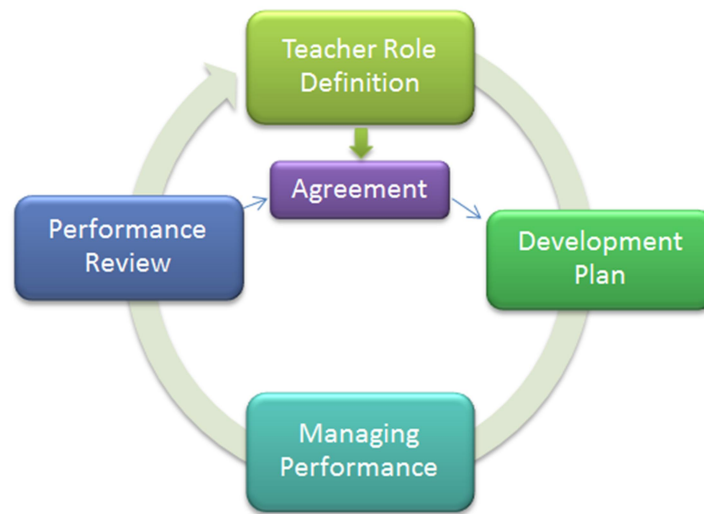 Teacher Role
Definition
Agreement
Performance
Review
Development
Plan
Managing
Performance